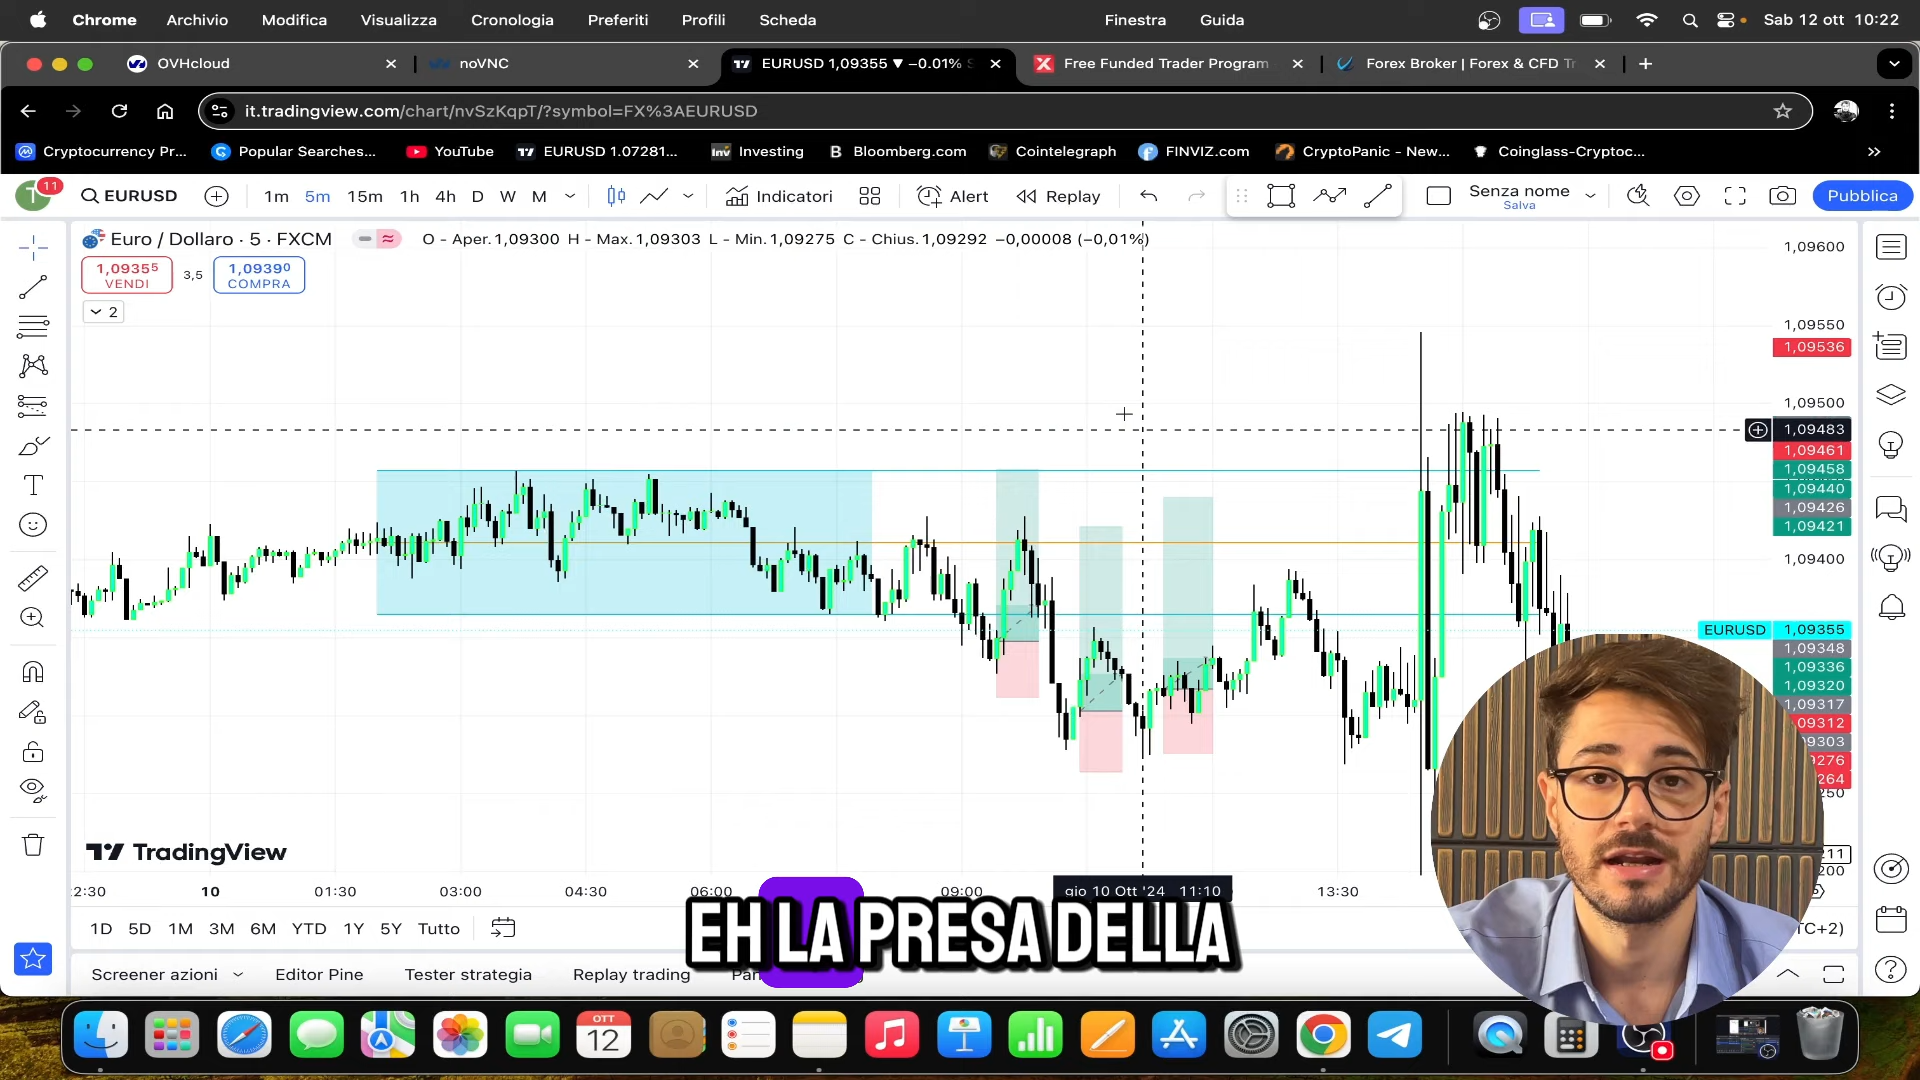 Chrome Archivio Modifica Visualizza Cronologia Preferiti Profili Scheda Finestra Guida Sab 12 ott 10:22
OVHcloud noVNC EURUSD 1,09355 ▼ −0.01% Free Funded Trader Program Forex Broker | Forex & CFD
it.tradingview.com/chart/nvSzKqpT/?symbol=FX%3AEURUSD
Cryptocurrency Pr... Popular Searches... YouTube EURUSD 1.07281... Investing Bloomberg.com Cointelegraph FINVIZ.com CryptoPanic - New... Coinglass-Cryptoc... »
T 11 EURUSD 1m 5m 15m 1h 4h D W M Indicatori Alert Replay Senza nome Pubblica
Salva
Euro / Dollaro · 5 · FXCM O - Aper.1,09300 H - Max.1,09303 L - Min.1,09275 C - Chius.1,09292 −0,00008 (−0,01%)
1,09355 3,5 1,09390
VENDI COMPRA
2
1,09600
1,09550
1,09536
1,09500
1,09483
1,09461
1,09458
1,09440
1,09426
1,09421
1,09400
EURUSD 1,09355
1,09348
1,09336
1,09320
1,09317
09312
09303
276
264
250
211
200
TradingView
10 01:30 03:00 04:30 06:00 09:00 gio 10 Ott '24 11:10 13:30
1D 5D 1M 3M 6M YTD 1Y 5Y Tutto TC+2)
EH LA PRESA DELLA
Screener azioni Editor Pine Tester strategia Replay trading
OTT
12